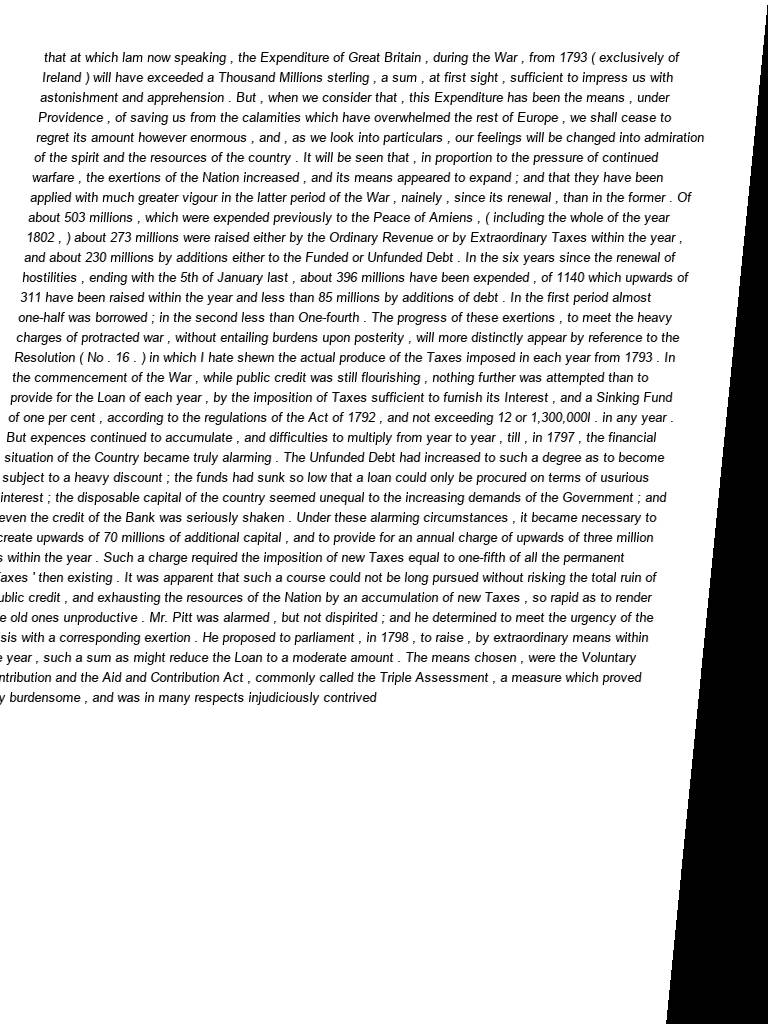 that at which lam now speaking , the Expenditure of Great Britain , during the War , from 1793 ( exclusively of
Ireland ) will have exceeded a Thousand Millions sterling , a sum , at first sight , sufficient to impress us with
astonishment and apprehension . But , when we consider that , this Expenditure has been the means , under
Providence , of saving us from the calamities which have overwhelmed the rest of Europe , we shall cease to
regret its amount however enormous , and , as we look into particulars , our feelings will be changed into admiration
of the spirit and the resources of the country . It will be seen that , in proportion to the pressure of continued
warfare , the exertions of the Nation increased , and its means appeared to expand ; and that they have been
applied with much greater vigour in the latter period of the War , nainely , since its renewal , than in the former . Of
about 503 millions , which were expended previously to the Peace of Amiens , ( including the whole of the year
1802 , ) about 273 millions were raised either by the Ordinary Revenue or by Extraordinary Taxes within the year ,
and about 230 millions by additions either to the Funded or Unfunded Debt . In the six years since the renewal of
hostilities , ending with the 5th of January last , about 396 millions have been expended , of 1140 which upwards of
311 have been raised within the year and less than 85 millions by additions of debt . In the first period almost
one-half was borrowed ; in the second less than One-fourth . The progress of these exertions , to meet the heavy
charges of protracted war , without entailing burdens upon posterity , will more distinctly appear by reference to the
Resolution ( No . 16 . ) in which I hate shewn the actual produce of the Taxes imposed in each year from 1793 . In
the commencement of the War , while public credit was still flourishing , nothing further was attempted than to
provide for the Loan of each year , by the imposition of Taxes sufficient to furnish its Interest , and a Sinking Fund
of one per cent , according to the regulations of the Act of 1792 , and not exceeding 12 or 1,300,000l . in any year .
But expences continued to accumulate , and difficulties to multiply from year to year , till , in 1797 , the financial
situation of the Country became truly alarming . The Unfunded Debt had increased to such a degree as to become
subject to a heavy discount ; the funds had sunk so low that a loan could only be procured on terms of usurious
interest ; the disposable capital of the country seemed unequal to the increasing demands of the Government ; and
even the credit of the Bank was seriously shaken . Under these alarming circumstances , it became necessary to
create upwards of 70 millions of additional capital , and to provide for an annual charge of upwards of three million
s within the year . Such a charge required the imposition of new Taxes equal to one-fifth of all the permanent
axes ' then existing . It was apparent that such a course could not be long pursued without risking the total ruin of
ublic credit , and exhausting the resources of the Nation by an accumulation of new Taxes , so rapid as to render
e old ones unproductive . Mr. Pitt was alarmed , but not dispirited ; and he determined to meet the urgency of the
sis with a corresponding exertion . He proposed to parliament , in 1798 , to raise , by extraordinary means within
e year , such a sum as might reduce the Loan to a moderate amount . The means chosen , were the Voluntary
ntribution and the Aid and Contribution Act , commonly called the Triple Assessment , a measure which proved
y burdensome , and was in many respects injudiciously contrived